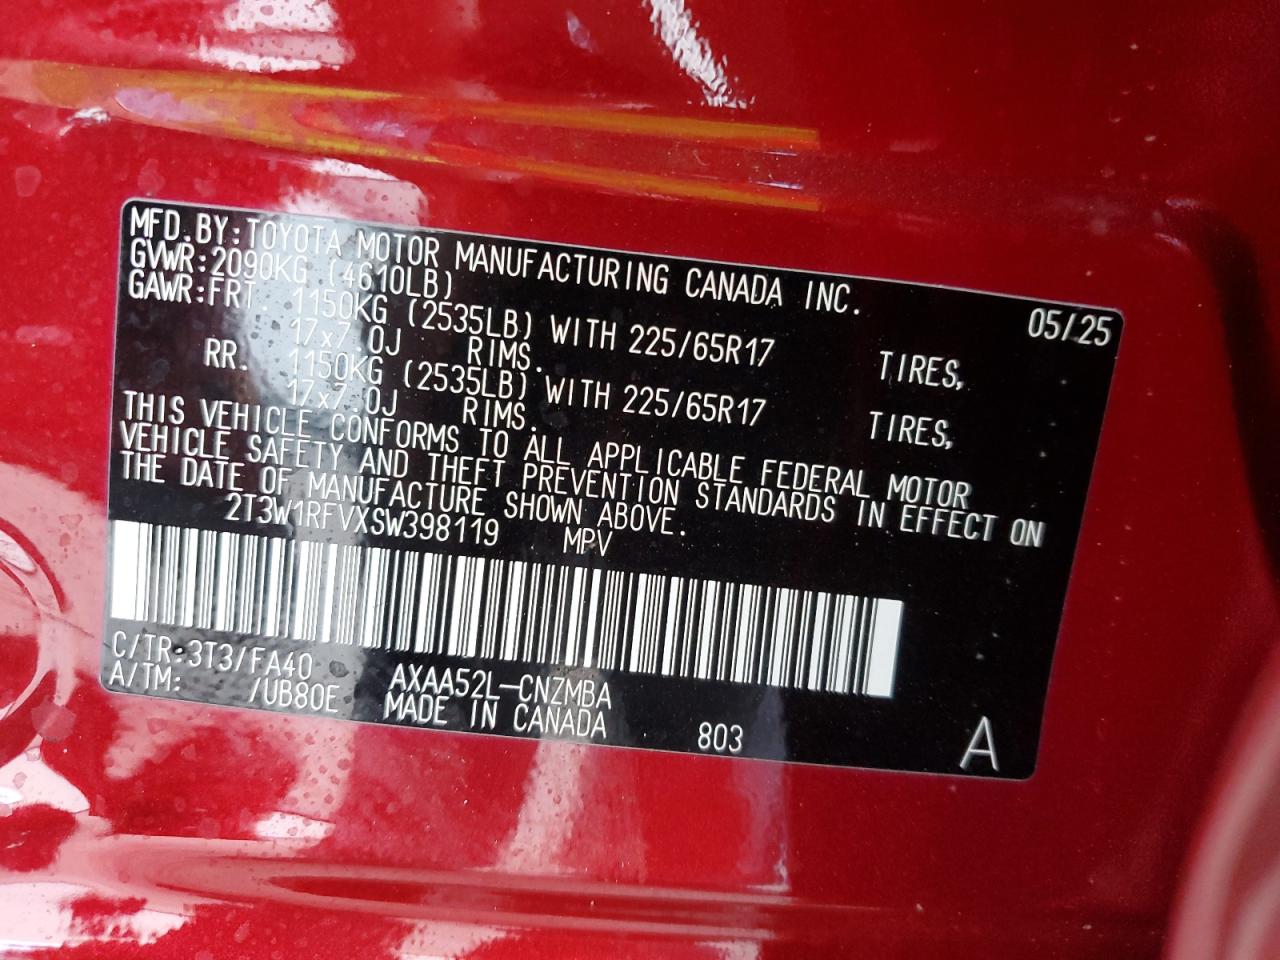 MFD.BY:TOYOTA MOTOR MANUFACTURING CANADA INC. 05/25
GVWR:2090KG (4610LB)
GAWR:FRT. 1150KG (2535LB) WITH 225/65R17 TIRES,
17x7.0J RIMS.
RR. 1150KG (2535LB) WITH 225/65R17 TIRES,
17x7.0J RIMS.
THIS VEHICLE CONFORMS TO ALL APPLICABLE FEDERAL MOTOR
VEHICLE SAFETY AND THEFT PREVENTION STANDARDS IN EFFECT ON
THE DATE OF MANUFACTURE SHOWN ABOVE.
2T3W1RFVXSW398119 MPV
C/TR:3T3/FA40 AXAA52L-CNZMBA
A/TM: /UB80E MADE IN CANADA 803 A